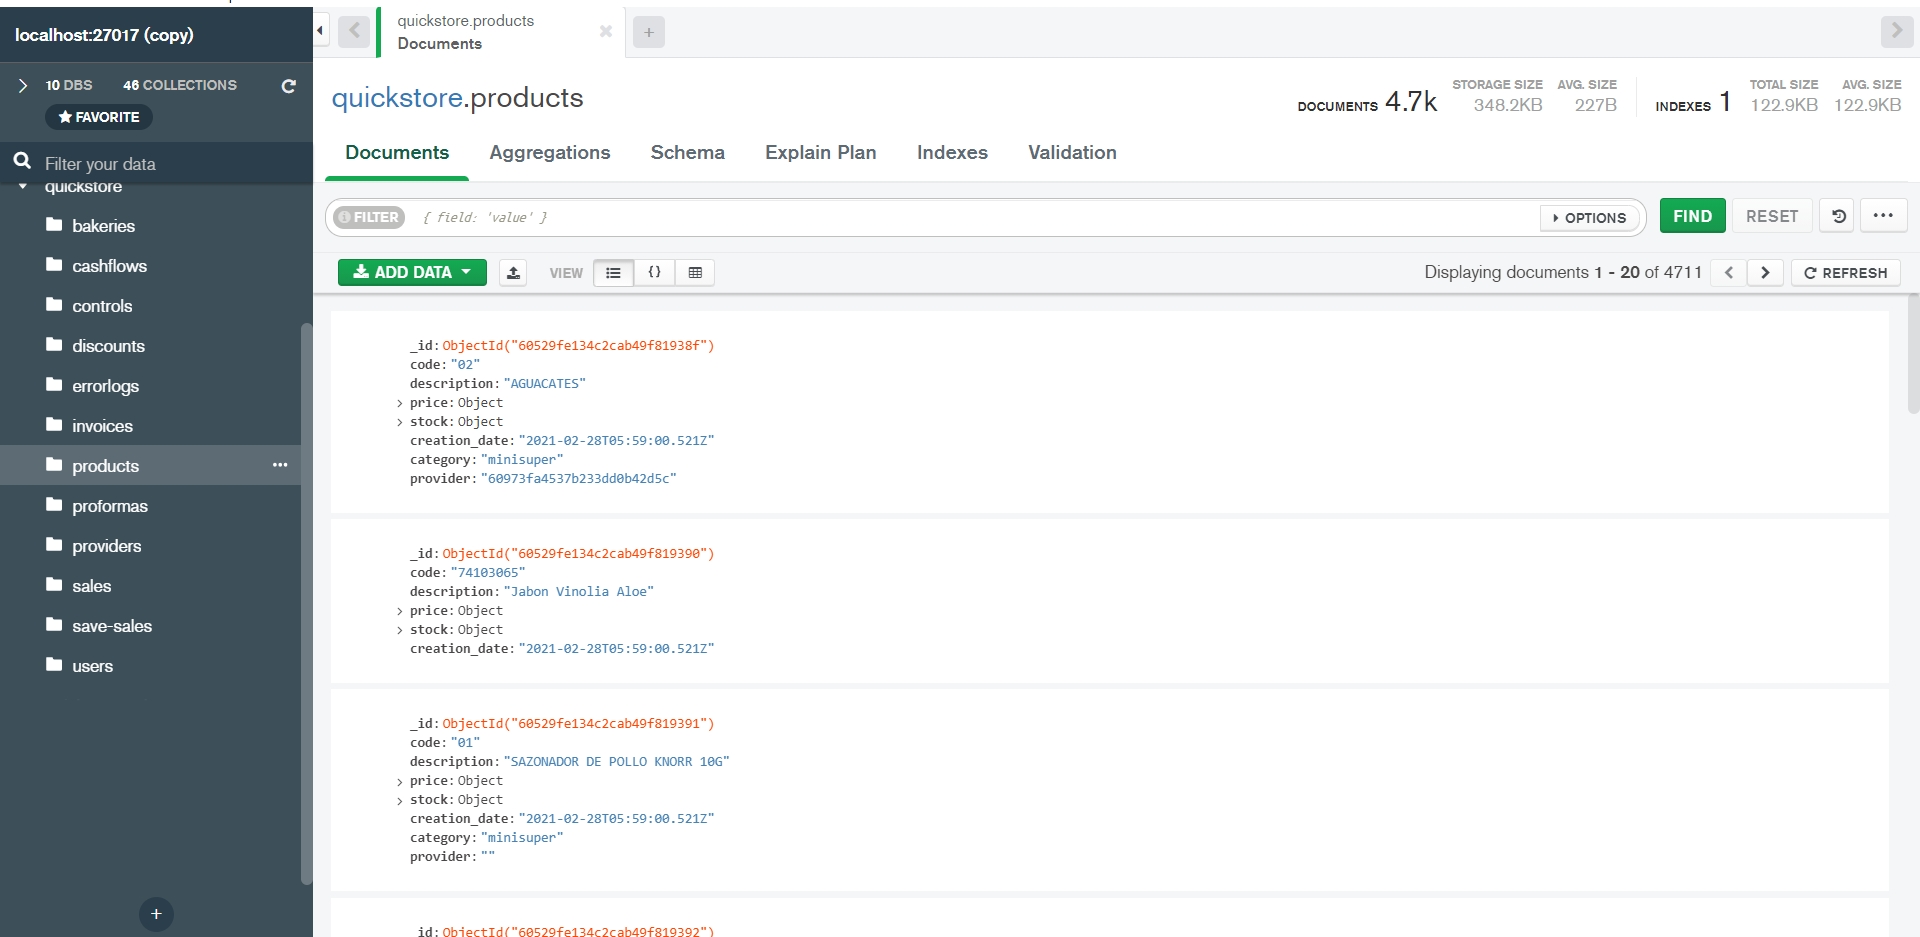 localhost:27017 (copy)
10 DBS 46 COLLECTIONS
FAVORITE
Filter your data
quickstore
bakeries
cashflows
controls
discounts
errorlogs
invoices
products
proformas
providers
sales
save-sales
users
+
quickstore.products
Documents
+
quickstore.products
DOCUMENTS 4.7k STORAGE SIZE 348.2KB AVG. SIZE 227B INDEXES 1 TOTAL SIZE 122.9KB AVG. SIZE 122.9KB
Documents Aggregations Schema Explain Plan Indexes Validation
FILTER { field: 'value' } OPTIONS FIND RESET
ADD DATA VIEW {} Displaying documents 1 - 20 of 4711 REFRESH
_id: ObjectId("60529fe134c2cab49f81938f")
code: "02"
description: "AGUACATES"
price: Object
stock: Object
creation_date: "2021-02-28T05:59:00.521Z"
category: "minisuper"
provider: "60973fa4537b233dd0b42d5c"
_id: ObjectId("60529fe134c2cab49f819390")
code: "74103065"
description: "Jabon Vinolia Aloe"
price: Object
stock: Object
creation_date: "2021-02-28T05:59:00.521Z"
_id: ObjectId("60529fe134c2cab49f819391")
code: "01"
description: "SAZONADOR DE POLLO KNORR 10G"
price: Object
stock: Object
creation_date: "2021-02-28T05:59:00.521Z"
category: "minisuper"
provider: ""
_id: ObjectId("60529fe134c2cab49f819392")